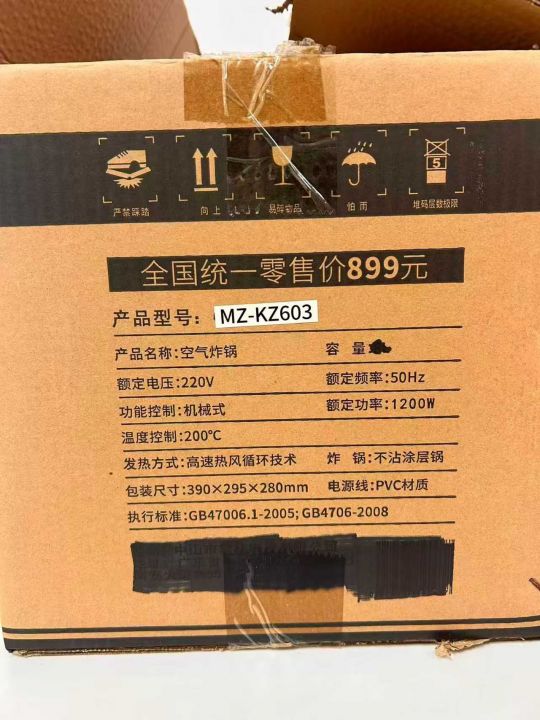 严禁踩踏
向上
易碎物品
怕雨
5
堆码层数极限
全国统一零售价899元
产品型号: MZ-KZ603
产品名称: 空气炸锅 容量
额定电压: 220V 额定频率: 50Hz
功能控制: 机械式 额定功率: 1200W
温度控制: 200℃
发热方式: 高速热风循环技术 炸锅: 不沾涂层锅
包装尺寸: 390×295×280mm 电源线: PVC材质
执行标准: GB47006.1-2005; GB4706-2008